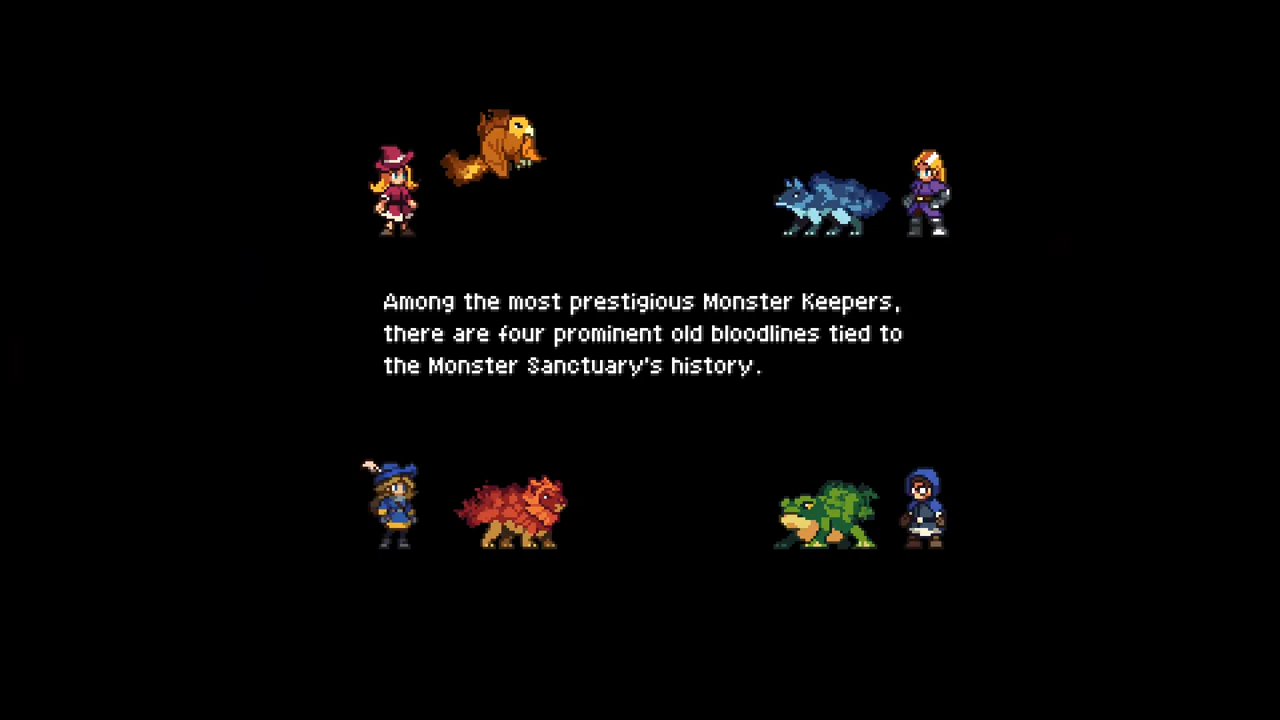 Among the most prestigious Monster Keepers,
there are four prominent old bloodlines tied to
the Monster Sanctuary's history.